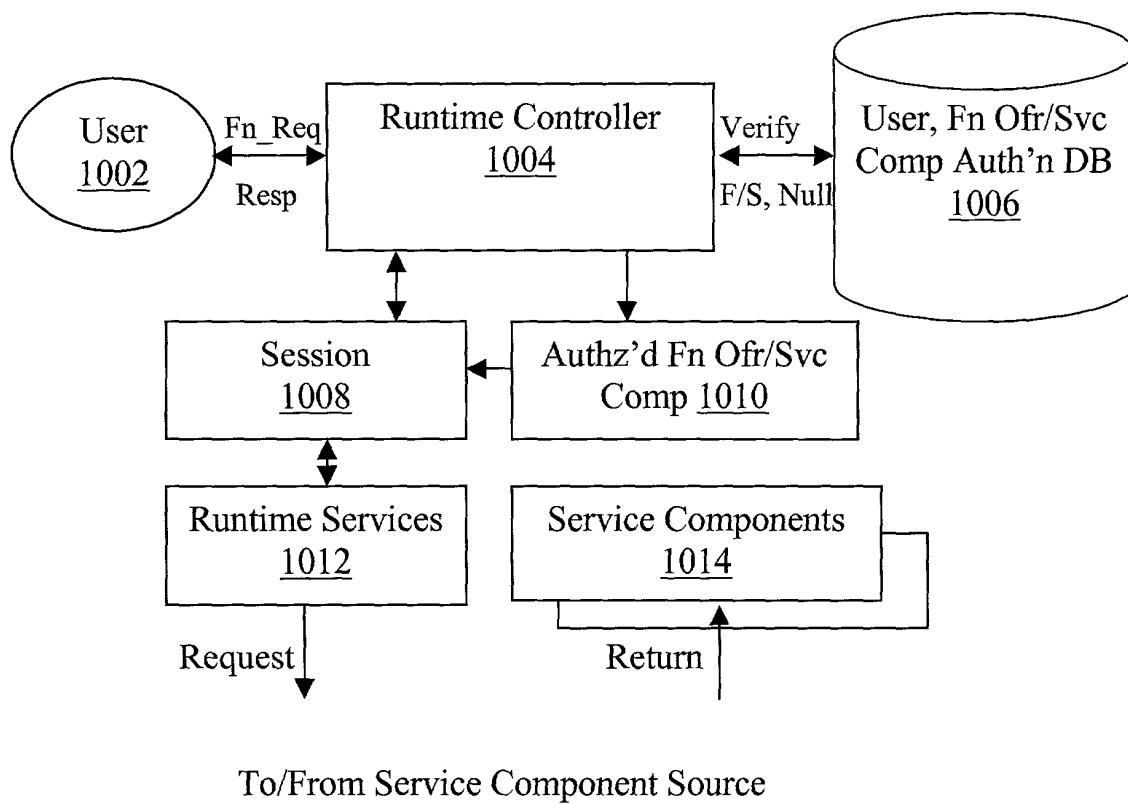 User
1002
Fn_Req
Resp
Runtime Controller
1004
Verify
F/S, Null
User, Fn Ofr/Svc
Comp Auth’n DB
1006
Session
1008
Authz’d Fn Ofr/Svc
Comp 1010
Runtime Services
1012
Service Components
1014
Request
Return
To/From Service Component Source